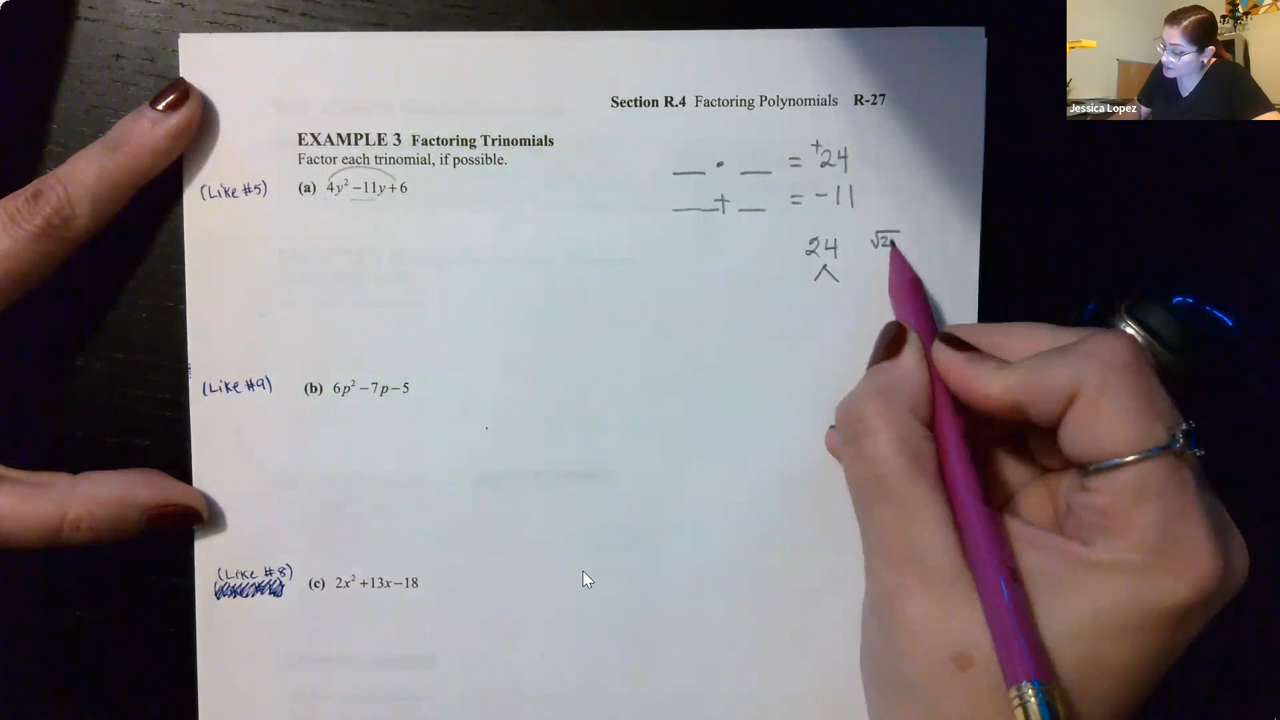 Jessica Lopez
Section R.4 Factoring Polynomials R-27
EXAMPLE 3 Factoring Trinomials
Factor each trinomial, if possible.
(Like #5) (a) 4y² −11y+6
__ · __ = +24
__ + __ = −11
24 √2
(Like #9) (b) 6p² −7p −5
(Like #8)
(c) 2x² +13x −18